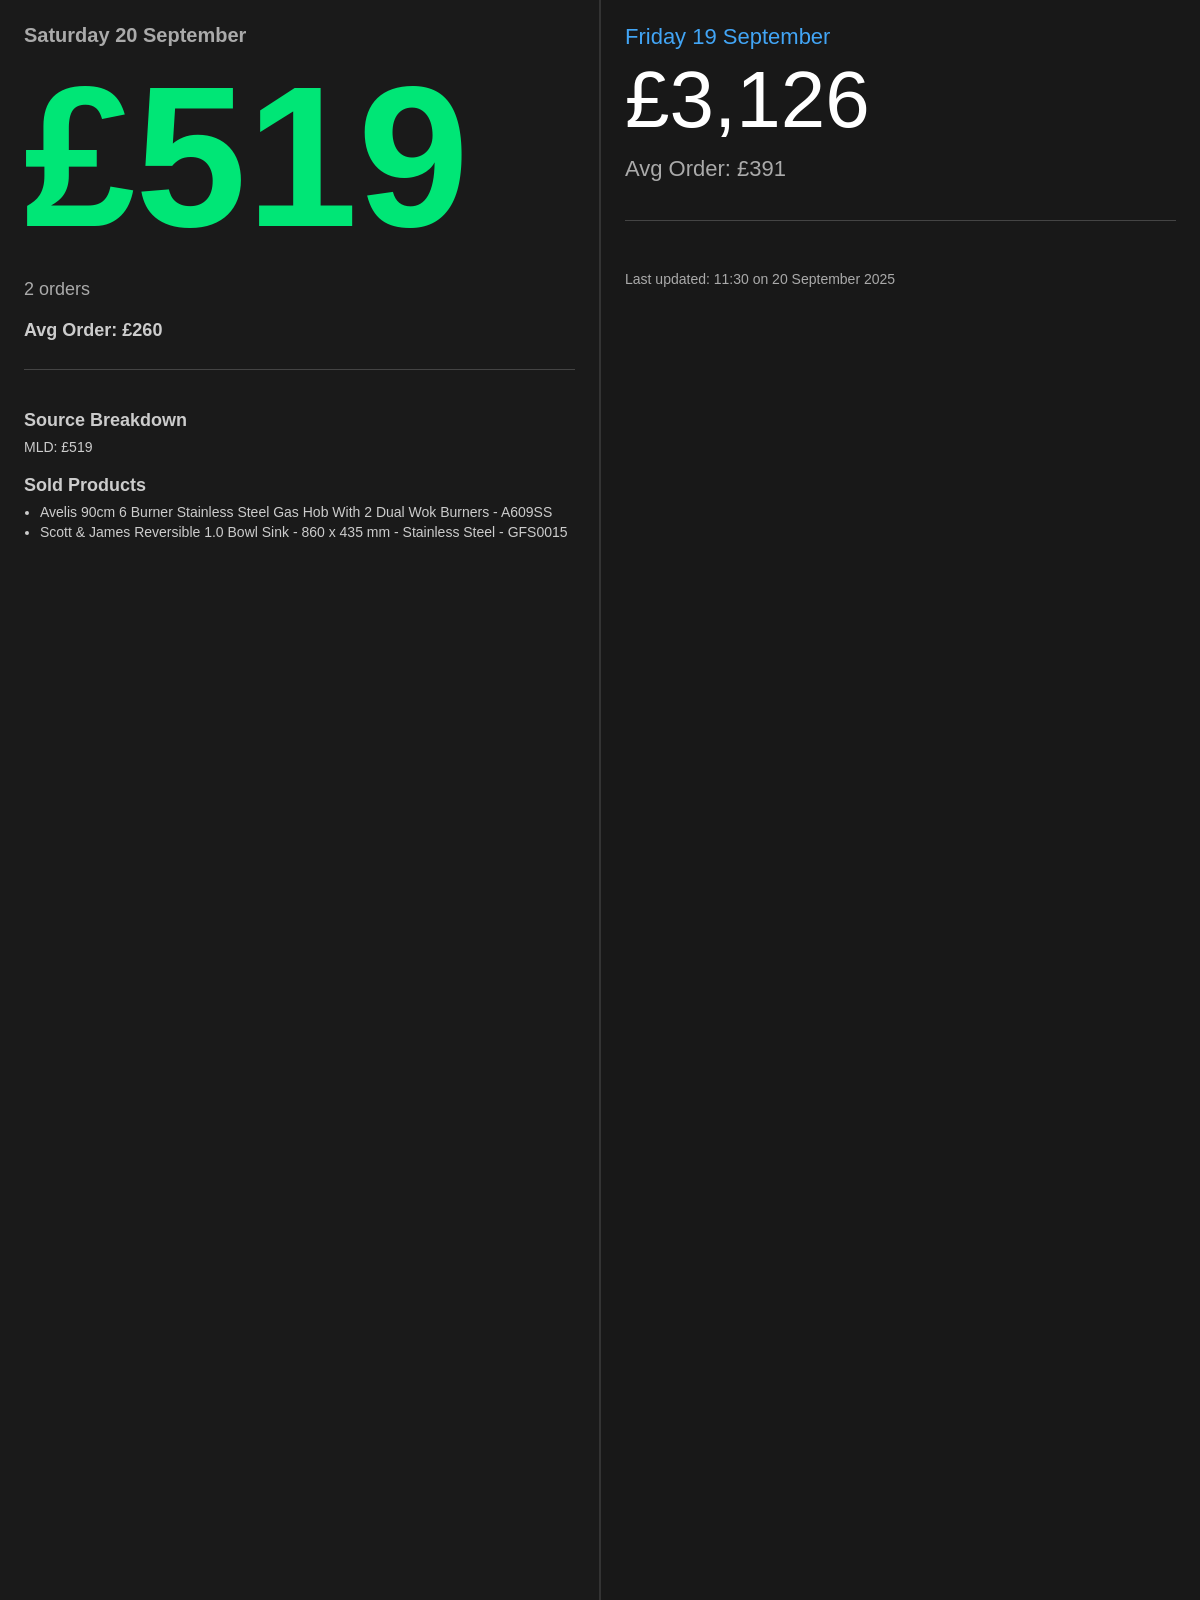 Saturday 20 September
£519
2 orders
Avg Order: £260
Source Breakdown
MLD: £519
Sold Products
• Avelis 90cm 6 Burner Stainless Steel Gas Hob With 2 Dual Wok Burners - A609SS
• Scott & James Reversible 1.0 Bowl Sink - 860 x 435 mm - Stainless Steel - GFS0015
Friday 19 September
£3,126
Avg Order: £391
Last updated: 11:30 on 20 September 2025